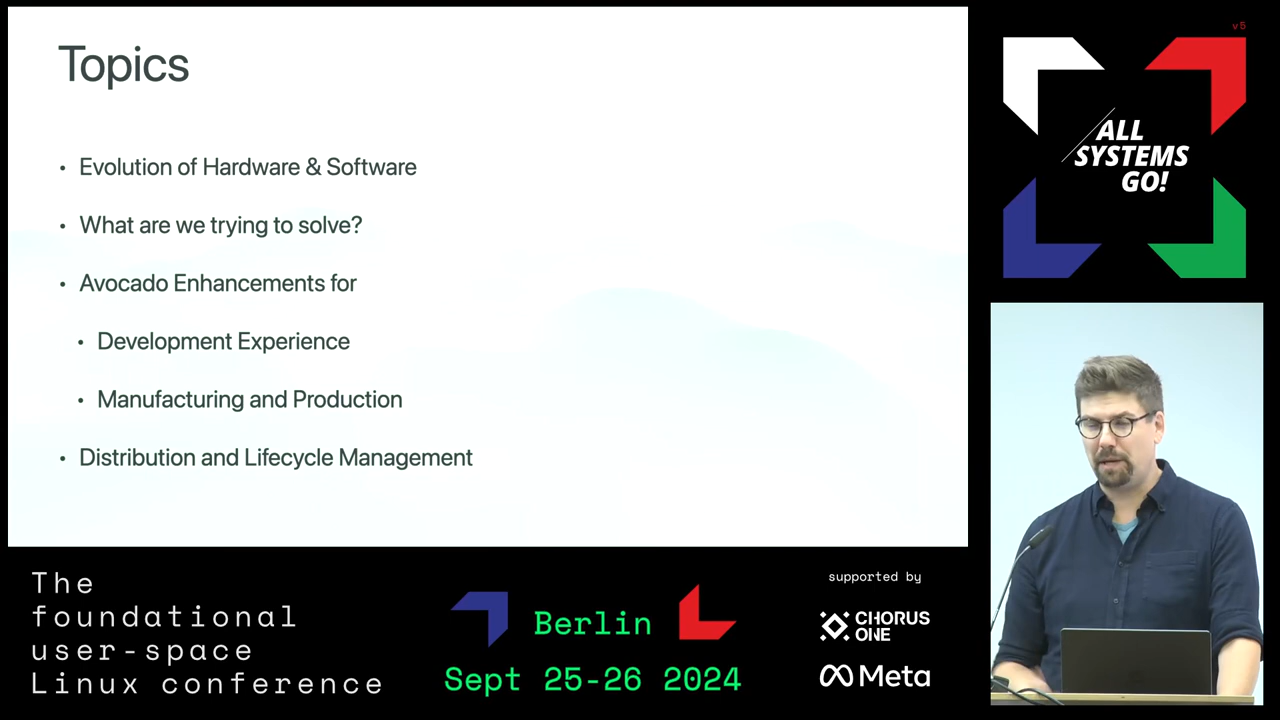 Topics
• Evolution of Hardware & Software
• What are we trying to solve?
• Avocado Enhancements for
• Development Experience
• Manufacturing and Production
• Distribution and Lifecycle Management
v5
ALL
SYSTEMS
GO!
The
foundational
user-space
Linux conference
Berlin
Sept 25-26 2024
supported by
CHORUS
ONE
Meta